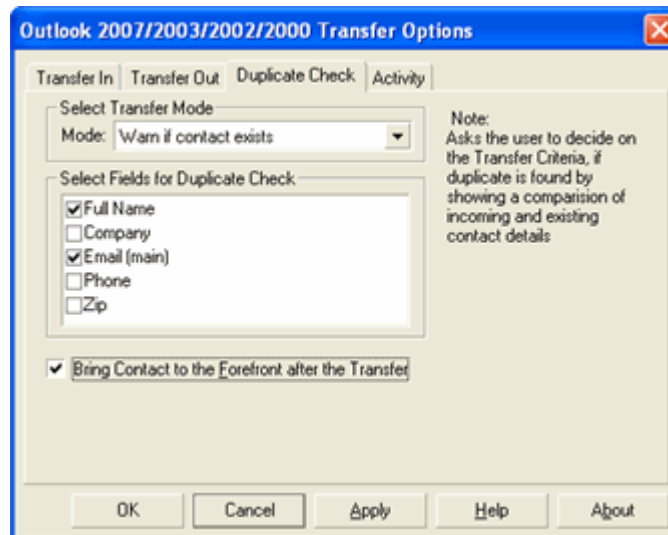 Outlook 2007/2003/2002/2000 Transfer Options
Transfer In
Transfer Out
Duplicate Check
Activity
Select Transfer Mode
Mode:
Warn if contact exists
Select Fields for Duplicate Check
Full Name
Company
Email (main)
Phone
Zip
Bring Contact to the Forefront after the Transfer
Note:
Asks the user to decide on
the Transfer Criteria, if
duplicate is found by
showing a comparision of
incoming and existing
contact details
OK
Cancel
Apply
Help
About